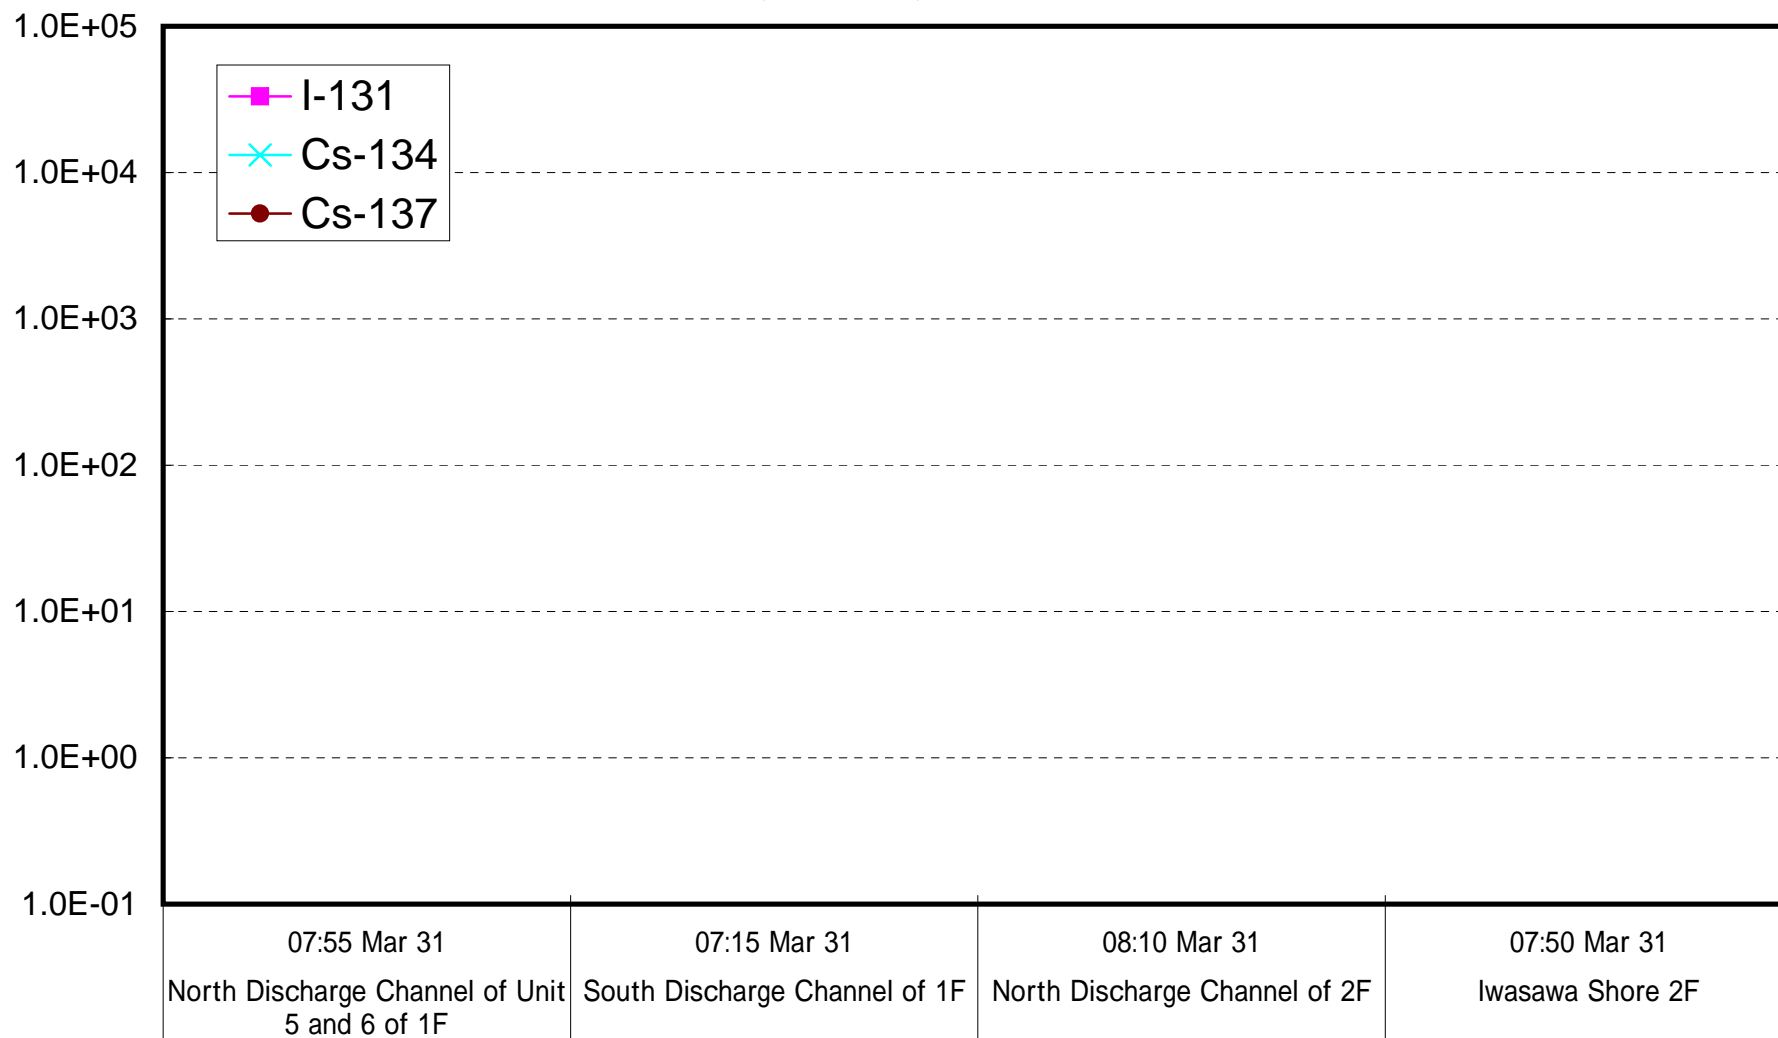 1.0E+05
I-131
Cs-134
1.0E+04
Cs-137
1.0E+03
1.0E+02
1.0E+01
1.0E+00
1.0E-01
07:55 Mar 31
07:15 Mar 31
08:10 Mar 31
07:50 Mar 31
North Discharge Channel of Unit
5 and 6 of 1F
South Discharge Channel of 1F
North Discharge Channel of 2F
Iwasawa Shore 2F